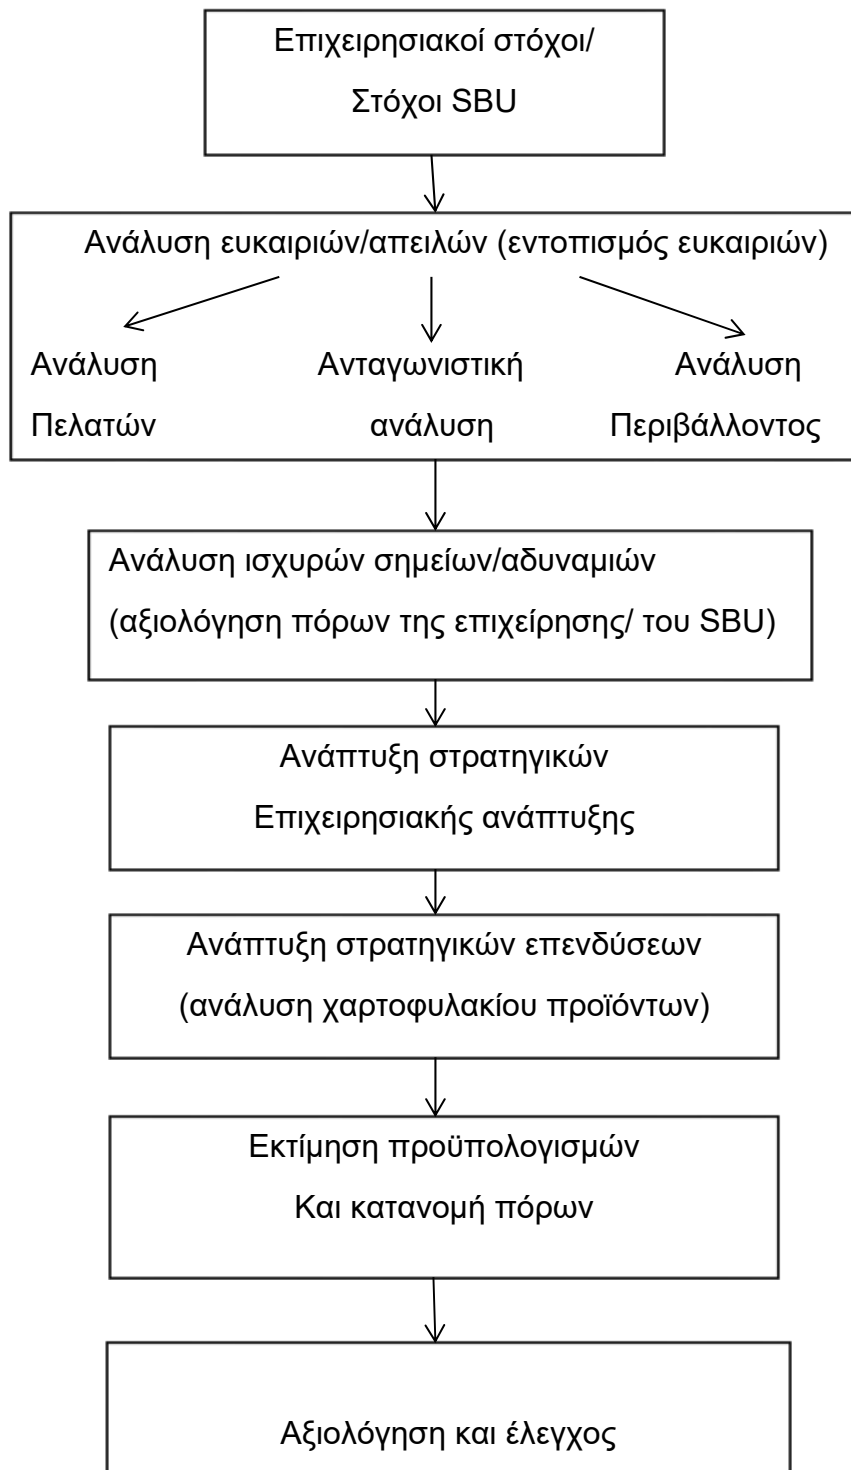 Επιχειρησιακοί στόχοι/
Στόχοι SBU
Ανάλυση ευκαιριών/απειλών (εντοπισμός ευκαιριών)
Ανάλυση Ανταγωνιστική Ανάλυση
Πελατών ανάλυση Περιβάλλοντος
Ανάλυση ισχυρών σημείων/αδυναμιών
(αξιολόγηση πόρων της επιχείρησης/ του SBU)
Ανάπτυξη στρατηγικών
Επιχειρησιακής ανάπτυξης
Ανάπτυξη στρατηγικών επενδύσεων
(ανάλυση χαρτοφυλακίου προϊόντων)
Εκτίμηση προϋπολογισμών
Και κατανομή πόρων
Αξιολόγηση και έλεγχος